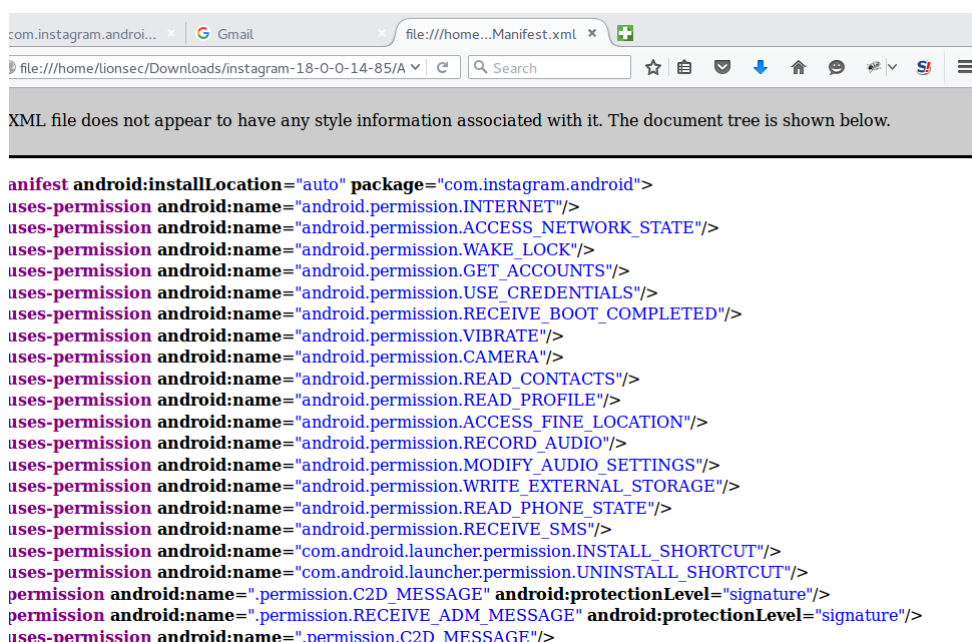 com.instagram.androi... × G Gmail × file:///home...Manifest.xml ×
file:///home/lionsec/Downloads/instagram-18-0-0-14-85/A Search S!
XML file does not appear to have any style information associated with it. The document tree is shown below.
anifest android:installLocation="auto" package="com.instagram.android">
uses-permission android:name="android.permission.INTERNET"/>
uses-permission android:name="android.permission.ACCESS_NETWORK_STATE"/>
uses-permission android:name="android.permission.WAKE_LOCK"/>
uses-permission android:name="android.permission.GET_ACCOUNTS"/>
uses-permission android:name="android.permission.USE_CREDENTIALS"/>
uses-permission android:name="android.permission.RECEIVE_BOOT_COMPLETED"/>
uses-permission android:name="android.permission.VIBRATE"/>
uses-permission android:name="android.permission.CAMERA"/>
uses-permission android:name="android.permission.READ_CONTACTS"/>
uses-permission android:name="android.permission.READ_PROFILE"/>
uses-permission android:name="android.permission.ACCESS_FINE_LOCATION"/>
uses-permission android:name="android.permission.RECORD_AUDIO"/>
uses-permission android:name="android.permission.MODIFY_AUDIO_SETTINGS"/>
uses-permission android:name="android.permission.WRITE_EXTERNAL_STORAGE"/>
uses-permission android:name="android.permission.READ_PHONE_STATE"/>
uses-permission android:name="android.permission.RECEIVE_SMS"/>
uses-permission android:name="com.android.launcher.permission.INSTALL_SHORTCUT"/>
uses-permission android:name="com.android.launcher.permission.UNINSTALL_SHORTCUT"/>
permission android:name=".permission.C2D_MESSAGE" android:protectionLevel="signature"/>
permission android:name=".permission.RECEIVE_ADM_MESSAGE" android:protectionLevel="signature"/>
uses-permission android:name=".permission.C2D_MESSAGE"/>